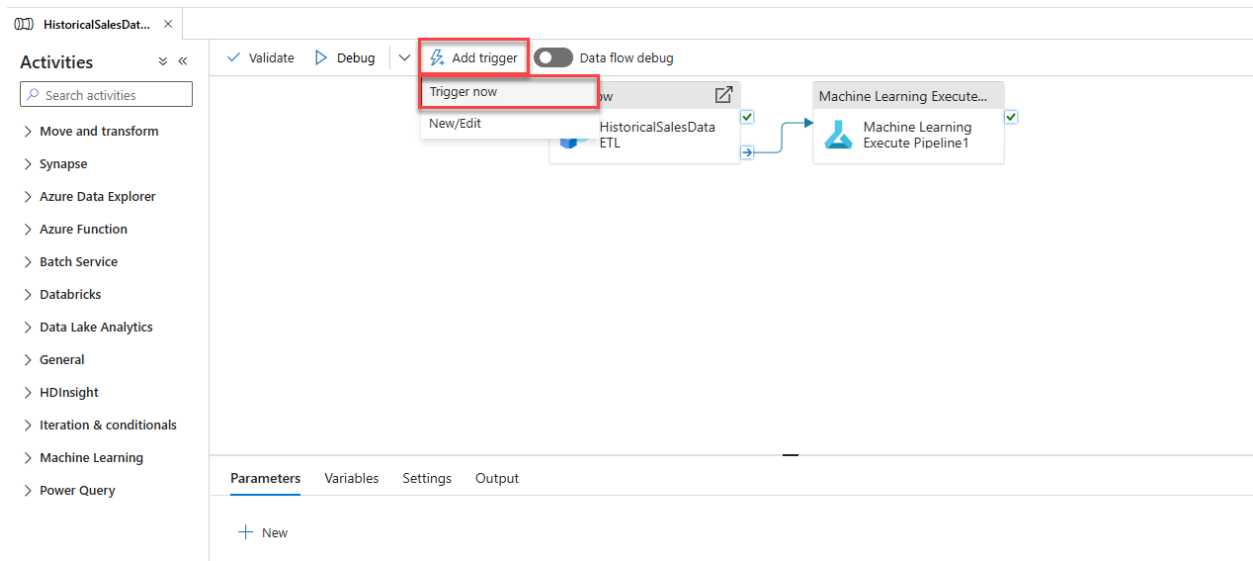 HistoricalSalesDat...
Activities
Search activities
Move and transform
Synapse
Azure Data Explorer
Azure Function
Batch Service
Databricks
Data Lake Analytics
General
HDInsight
Iteration & conditionals
Machine Learning
Power Query
Validate Debug Add trigger Data flow debug
Trigger now
New/Edit
HistoricalSalesData
ETL
Machine Learning Execute...
Machine Learning
Execute Pipeline1
Parameters Variables Settings Output
New